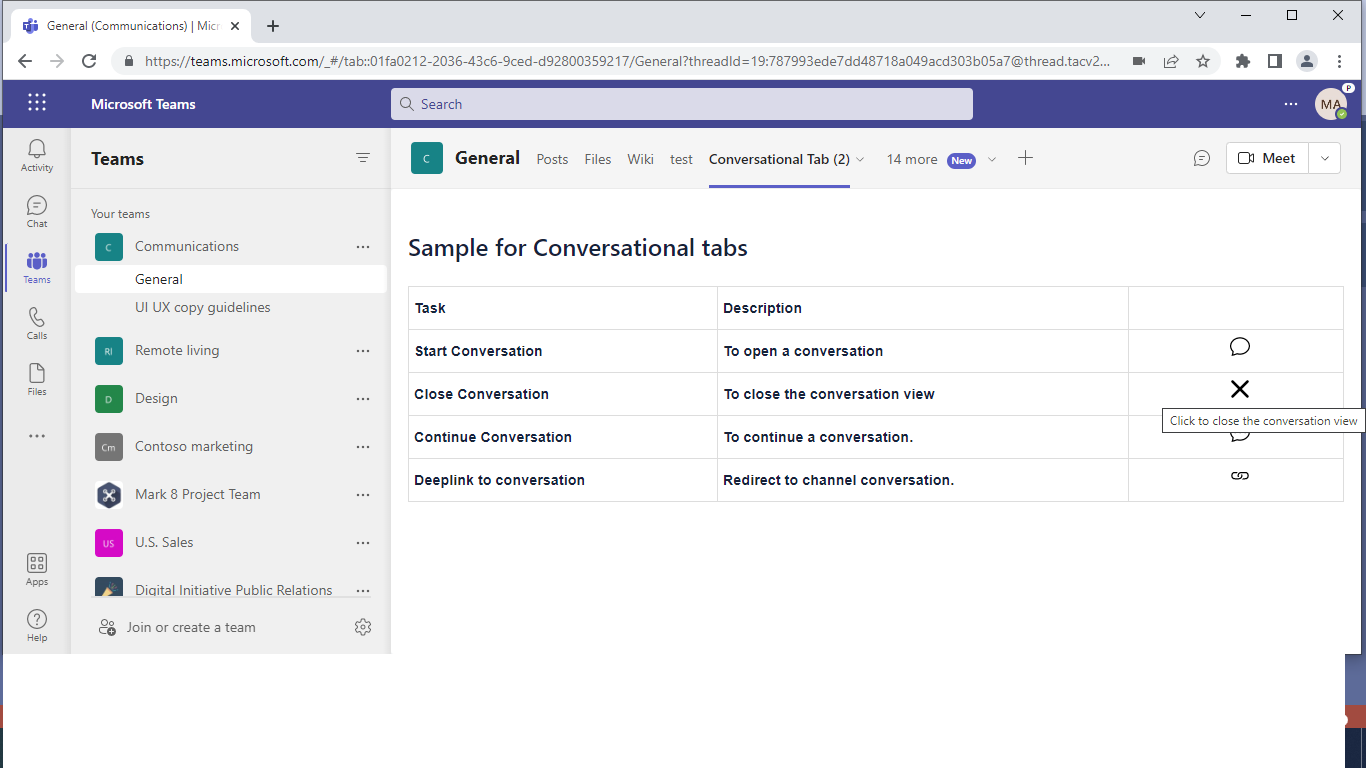 General (Communications) | Micr
https://teams.microsoft.com/_#/tab::01fa0212-2036-43c6-9ced-d92800359217/General?threadId=19:787993ede7dd48718a049acd303b05a7@thread.tacv2...
Microsoft Teams
Search
MA
P
Activity
Chat
Teams
Calls
Files
Apps
Help
Teams
Your teams
C Communications
General
UI UX copy guidelines
Rl Remote living
D Design
Cm Contoso marketing
Mark 8 Project Team
US U.S. Sales
Digital Initiative Public Relations
Join or create a team
C General Posts Files Wiki test Conversational Tab (2) 14 more New
Meet
Sample for Conversational tabs
Task Description
Start Conversation To open a conversation
Close Conversation To close the conversation view
Click to close the conversation view
Continue Conversation To continue a conversation.
Deeplink to conversation Redirect to channel conversation.